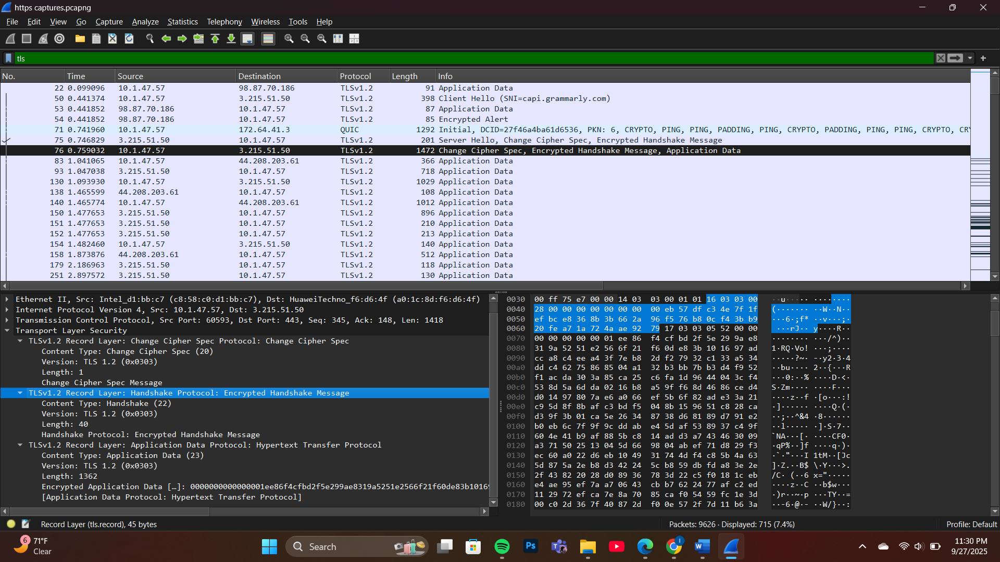 https captures.pcapng
File Edit View Go Capture Analyze Statistics Telephony Wireless Tools Help
tls
No. Time Source Destination Protocol Length Info
22 0.099096 10.1.47.57 98.87.70.186 TLSv1.2 91 Application Data
50 0.441374 10.1.47.57 3.215.51.50 TLSv1.2 398 Client Hello (SNI=capi.grammarly.com)
53 0.441852 98.87.70.186 10.1.47.57 TLSv1.2 87 Application Data
54 0.441852 98.87.70.186 10.1.47.57 TLSv1.2 85 Encrypted Alert
71 0.741960 10.1.47.57 172.64.41.3 QUIC 1292 Initial, DCID=27f46a4ba61d6536, PKN: 6, CRYPTO, PING, PING, PADDING, PING, CRYPTO, PADDING, PING, PING, CRYPTO, CRY
75 0.746829 3.215.51.50 10.1.47.57 TLSv1.2 201 Server Hello, Change Cipher Spec, Encrypted Handshake Message
76 0.759032 10.1.47.57 3.215.51.50 TLSv1.2 1472 Change Cipher Spec, Encrypted Handshake Message, Application Data
83 1.041065 10.1.47.57 44.208.203.61 TLSv1.2 366 Application Data
93 1.047038 3.215.51.50 10.1.47.57 TLSv1.2 718 Application Data
130 1.093930 10.1.47.57 3.215.51.50 TLSv1.2 1029 Application Data
138 1.465599 44.208.203.61 10.1.47.57 TLSv1.2 108 Application Data
140 1.465774 10.1.47.57 44.208.203.61 TLSv1.2 1012 Application Data
150 1.477653 3.215.51.50 10.1.47.57 TLSv1.2 896 Application Data
151 1.477653 3.215.51.50 10.1.47.57 TLSv1.2 210 Application Data
152 1.477653 3.215.51.50 10.1.47.57 TLSv1.2 213 Application Data
154 1.482460 10.1.47.57 3.215.51.50 TLSv1.2 140 Application Data
158 1.873876 44.208.203.61 10.1.47.57 TLSv1.2 512 Application Data
179 2.186963 3.215.51.50 10.1.47.57 TLSv1.2 118 Application Data
251 2.897572 3.215.51.50 10.1.47.57 TLSv1.2 130 Application Data
Ethernet II, Src: Intel_d1:bb:c7 (c8:58:c0:d1:bb:c7), Dst: HuaweiTechno_f6:d6:4f (a0:1c:8d:f6:d6:4f)
Internet Protocol Version 4, Src: 10.1.47.57, Dst: 3.215.51.50
Transmission Control Protocol, Src Port: 60593, Dst Port: 443, Seq: 345, Ack: 148, Len: 1418
Transport Layer Security
TLSv1.2 Record Layer: Change Cipher Spec Protocol: Change Cipher Spec
Content Type: Change Cipher Spec (20)
Version: TLS 1.2 (0x0303)
Length: 1
Change Cipher Spec Message
TLSv1.2 Record Layer: Handshake Protocol: Encrypted Handshake Message
Content Type: Handshake (22)
Version: TLS 1.2 (0x0303)
Length: 40
Handshake Protocol: Encrypted Handshake Message
TLSv1.2 Record Layer: Application Data Protocol: Hypertext Transfer Protocol
Content Type: Application Data (23)
Version: TLS 1.2 (0x0303)
Length: 1362
Encrypted Application Data […]: 0000000000000001ee86f4cfbd2f5e299ae8319a5251e2566f21f60de83b10169
[Application Data Protocol: Hypertext Transfer Protocol]
0030 00 ff 75 e7 00 00 14 03 03 00 01 01 16 03 03 00 ··u·············
0040 28 00 00 00 00 00 00 00 00 eb 57 df c3 4e 7f 1f (·········W··N··
0050 ef bc e8 36 8b 3b 66 2a 96 f5 76 b8 0c f4 3b b9 ···6·;f*··v···;·
0060 20 fe a7 1a 72 4a ae 92 79 17 03 03 05 52 00 00 ···rJ··y····R··
0070 00 00 00 00 00 01 ee 86 f4 cf bd 2f 5e 29 9a e8 ···········/^)··
0080 31 9a 52 51 e2 56 6f 21 f6 0d e8 3b 10 16 97 ad 1·RQ·Vo!···;····
0090 cc a8 c4 ee a4 3f 7e b8 2d f2 79 32 c1 33 a5 34 ·····?~·-·y2·3·4
00a0 dd c4 62 75 86 85 04 a1 32 b3 bb 7b b3 d4 f9 52 ··bu····2··{···R
00b0 f1 ac da 30 3a 85 ca 25 c6 fa 1d 96 44 04 3c f4 ···0:··%····D·<·
00c0 53 8d 5a 6d da 02 16 b8 a5 9f f6 8d 46 86 ce d4 S·Zm········F···
00d0 d0 14 97 80 7a e6 a0 66 ef 5b 6f 82 ad e3 3a 21 ····z··f·[o···:!
00e0 c9 5d 8f 8b af c3 bd f5 04 8b 15 96 51 c8 28 ca ·]··········Q·(·
00f0 d3 9f 3b 01 ca 5e 26 34 87 38 d6 81 89 d7 91 e2 ··;··^&4·8······
0100 b0 eb 6c 7f 9f 9c dd ab e4 5d af 53 89 37 c4 9f ··l······]·S·7··
0110 60 4e 41 b9 af 88 5b c8 14 ad d3 a7 43 46 30 09 `NA···[·····CF0·
0120 a3 71 50 25 13 04 5d 66 98 04 ab ef 71 d8 29 f3 ·qP%··]f····q·)·
0130 ec 60 a0 22 d6 eb 10 49 31 74 4d f4 c8 5b 4a 63 ·`·"···I1tM··[Jc
0140 5d 87 5a 2e b8 d3 42 24 5c b8 59 db fd a8 3e 2e ]·Z.··B$\·Y···>.
0150 2f 43 82 20 28 d0 89 36 78 3d 22 c5 f0 18 1c eb /C· (··6x="·····
0160 e4 ae 95 ef 7a a7 06 43 cb b7 62 24 77 af c2 ed ····z··C··b$w···
0170 11 29 72 ef ca 7e 8a 70 85 ca f0 54 59 fc 1e 3d ·)r··~·p···TY··=
0180 00 c0 2d 36 7f 40 87 2d f0 0e 57 2f 7d 11 b6 3a ··-6·@·-··W/}··:
Record Layer (tls.record), 45 bytes
Packets: 9626 · Displayed: 715 (7.4%)
Profile: Default
6
71°F
Clear
Search
Ps
11:30 PM
9/27/2025